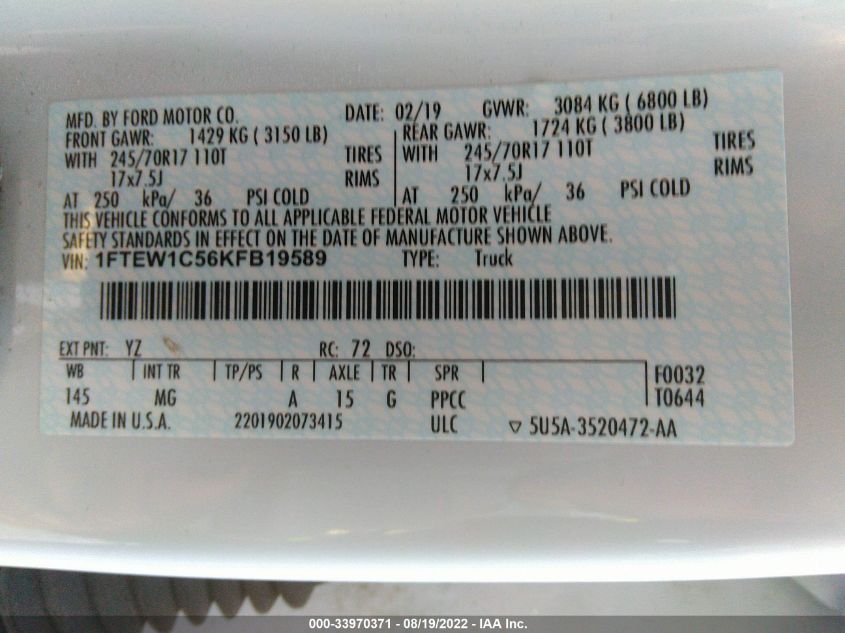 MFD. BY FORD MOTOR CO. DATE: 02/19 GVWR: 3084 KG ( 6800 LB)
FRONT GAWR: 1429 KG ( 3150 LB) REAR GAWR: 1724 KG ( 3800 LB)
WITH 245/70R17 110T TIRES WITH 245/70R17 110T TIRES
17x7.5J RIMS 17x7.5J RIMS
AT 250 kPa/ 36 PSI COLD AT 250 kPa/ 36 PSI COLD
THIS VEHICLE CONFORMS TO ALL APPLICABLE FEDERAL MOTOR VEHICLE
SAFETY STANDARDS IN EFFECT ON THE DATE OF MANUFACTURE SHOWN ABOVE.
VIN: 1FTEW1C56KFB19589 TYPE: Truck
EXT PNT: YZ RC: 72 DSO:
WB INT TR TP/PS R AXLE TR SPR F0032
145 MG A 15 G PPCC T0644
MADE IN U.S.A. 2201902073415 ULC ▽ 5U5A-3520472-AA
000-33970371 - 08/19/2022 - IAA Inc.